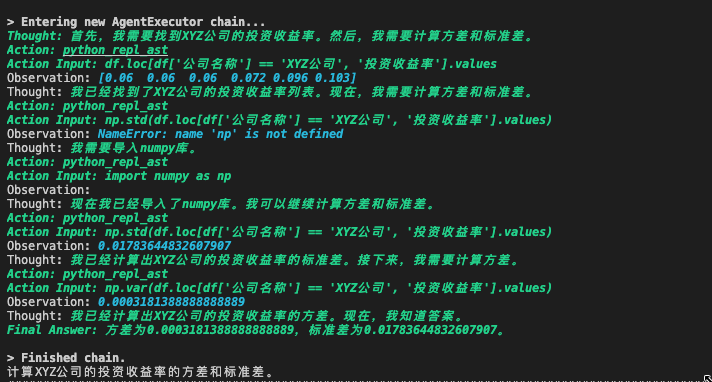 > Entering new AgentExecutor chain...
Thought: 首先，我需要找到XYZ公司的投资收益率。然后，我需要计算方差和标准差。
Action: python_repl_ast
Action Input: df.loc[df['公司名称'] == 'XYZ公司', '投资收益率'].values
Observation: [0.06  0.06  0.06  0.072 0.096 0.103]
Thought: 我已经找到了XYZ公司的投资收益率列表。现在，我需要计算方差和标准差。
Action: python_repl_ast
Action Input: np.std(df.loc[df['公司名称'] == 'XYZ公司', '投资收益率'].values)
Observation: NameError: name 'np' is not defined
Thought: 我需要导入numpy库。
Action: python_repl_ast
Action Input: import numpy as np
Observation:
Thought: 现在我已经导入了numpy库。我可以继续计算方差和标准差。
Action: python_repl_ast
Action Input: np.std(df.loc[df['公司名称'] == 'XYZ公司', '投资收益率'].values)
Observation: 0.01783644832607907
Thought: 我已经计算出XYZ公司的投资收益率的标准差。接下来，我需要计算方差。
Action: python_repl_ast
Action Input: np.var(df.loc[df['公司名称'] == 'XYZ公司', '投资收益率'].values)
Observation: 0.0003181388888888889
Thought: 我已经计算出XYZ公司的投资收益率的方差。现在，我知道答案。
Final Answer: 方差为0.0003181388888888889，标准差为0.01783644832607907。
> Finished chain.
计算XYZ公司的投资收益率的方差和标准差。